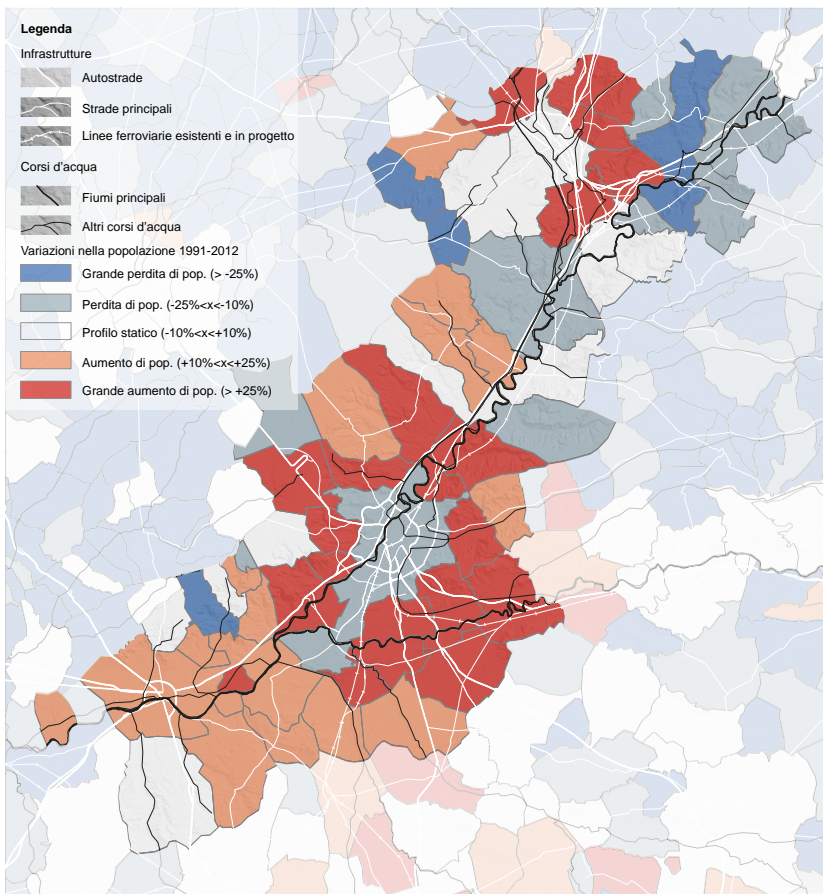 Legenda
Infrastrutture
Autostrade
Strade principali
Linee ferroviarie esistenti e in progetto
Corsi d'acqua
Fiumi principali
Altri corsi d'acqua
Variazioni nella popolazione 1991-2012
Grande perdita di pop. (> -25%)
Perdita di pop. (-25%<x<-10%)
Profilo statico (-10%<x<+10%)
Aumento di pop. (+10%<x<+25%)
Grande aumento di pop. (> +25%)